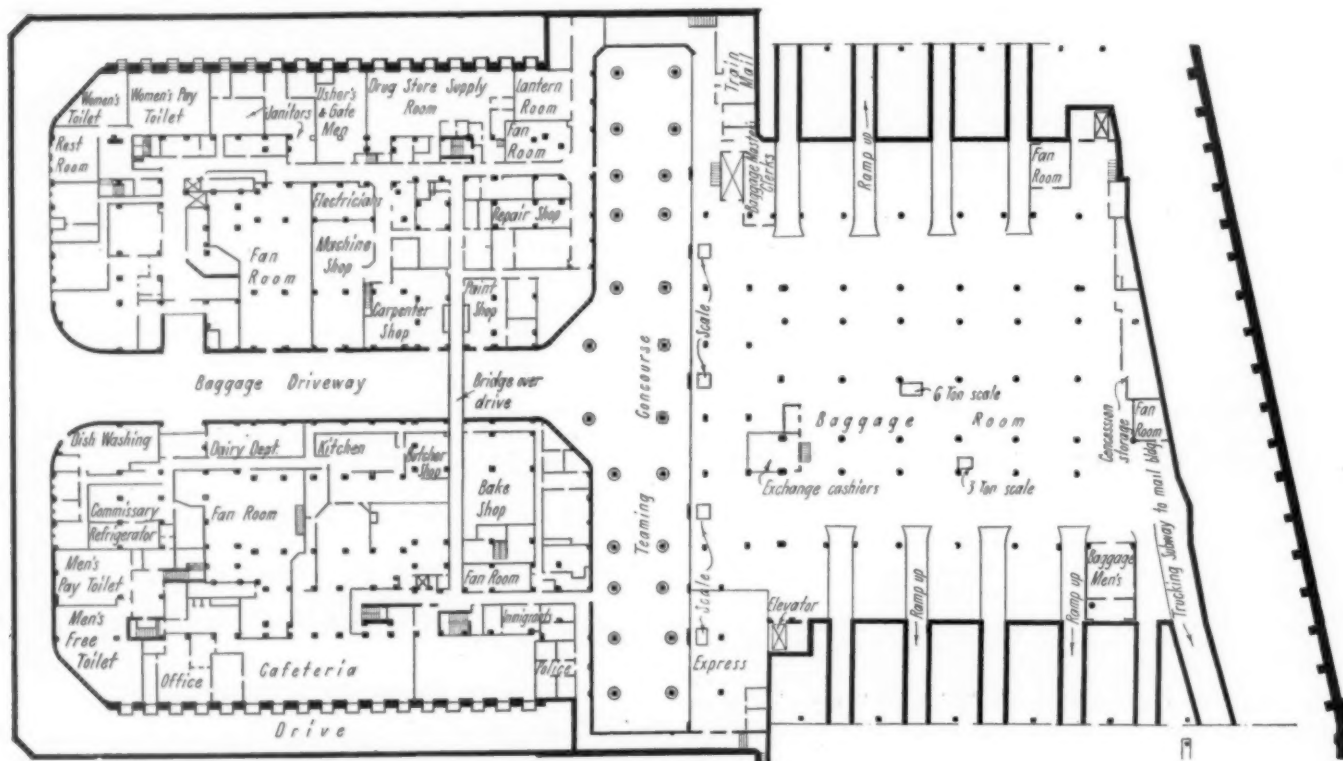 Women's
Toilet
Women's Pay
Toilet
Janitors
Usher's
& Gate
Men
Drug Store Supply
Room
Lantern
Room
Fan
Room
Train
Mail
Rest
Room
Baggage Master
Clerks
Ramp up
Fan
Room
Electricians
Repair Shop
Fan
Room
Machine
Shop
Carpenter
Shop
Paint
Shop
Scale
Baggage Driveway
Bridge over
drive
Teaming Concourse
6 Ton scale
Baggage Room
Dish Washing
Dairy Dept.
Kitchen
Butcher
Shop
Exchange cashiers
3 Ton scale
Concession
storage
Fan
Room
Commissary
Refrigerator
Fan Room
Bake
Shop
Men's
Pay Toilet
Fan Room
Scale
Elevator
Ramp up
Ramp up
Baggage
Men's
Trucking Subway to mail bldg.
Men's
Free
Toilet
Immigrants
Office
Cafeteria
Police
Express
Drive